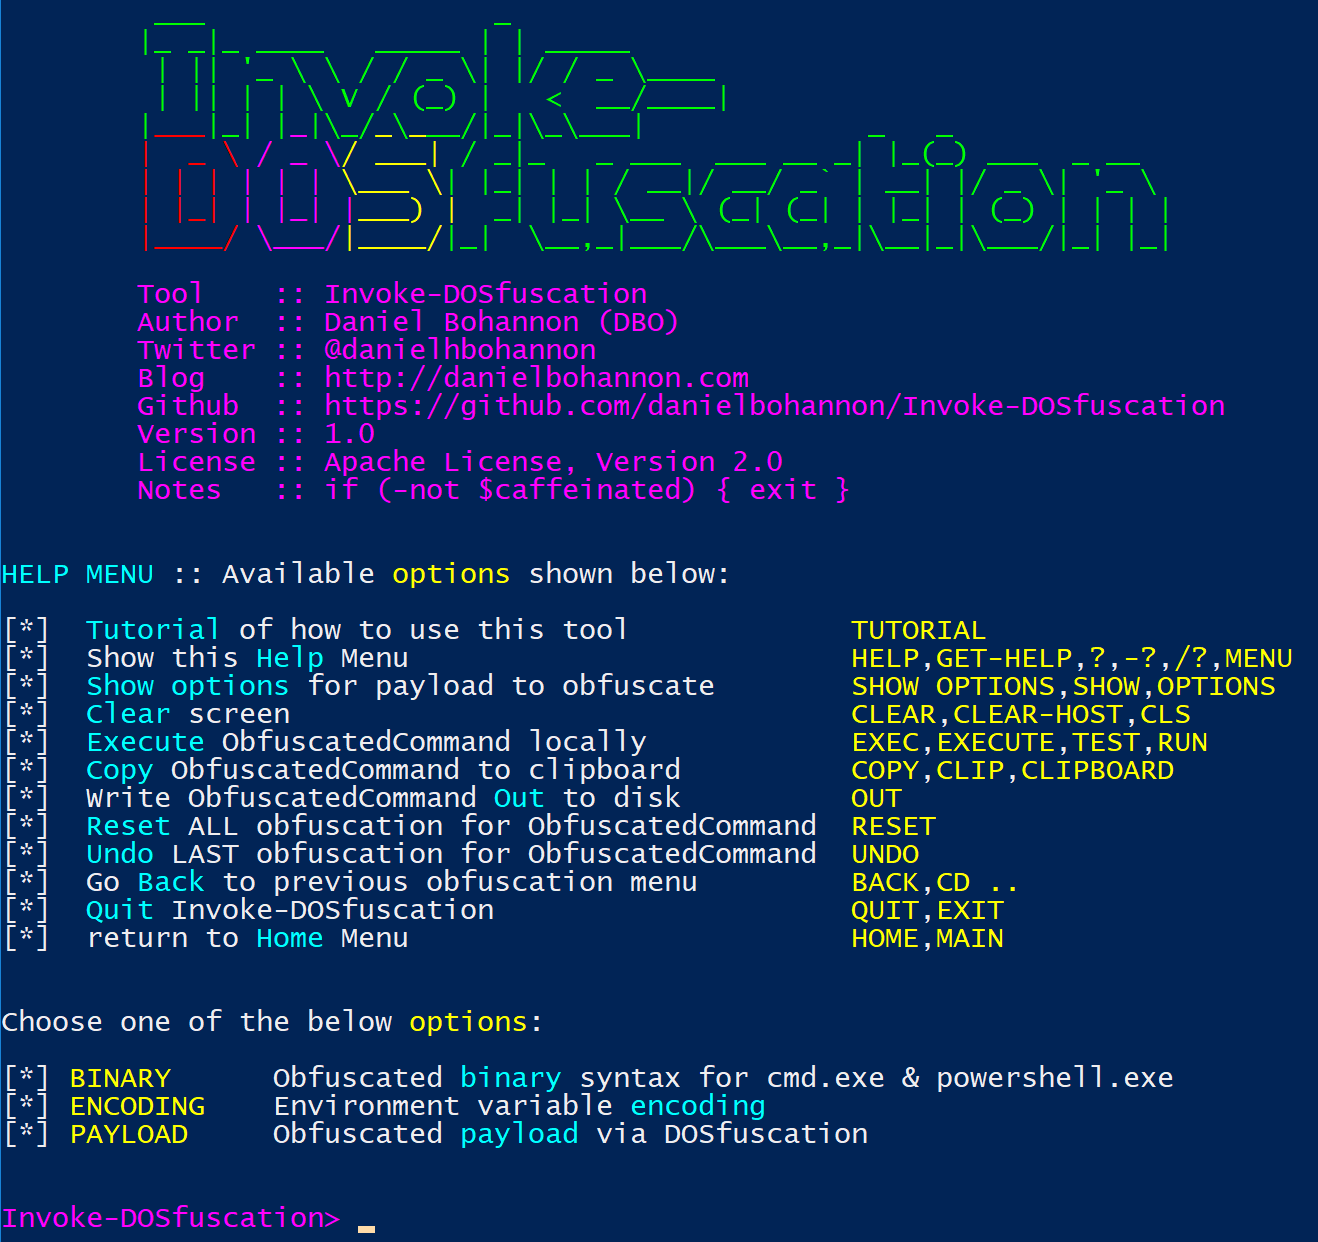 Invoke-
DOSfuscation
Tool    :: Invoke-DOSfuscation
Author  :: Daniel Bohannon (DBO)
Twitter :: @danielhbohannon
Blog    :: http://danielbohannon.com
Github  :: https://github.com/danielbohannon/Invoke-DOSfuscation
Version :: 1.0
License :: Apache License, Version 2.0
Notes   :: if (-not $caffeinated) { exit }
HELP MENU :: Available options shown below:
[*]  Tutorial of how to use this tool             TUTORIAL
[*]  Show this Help Menu                          HELP,GET-HELP,?,-?,/?,MENU
[*]  Show options for payload to obfuscate        SHOW OPTIONS,SHOW,OPTIONS
[*]  Clear screen                                 CLEAR,CLEAR-HOST,CLS
[*]  Execute ObfuscatedCommand locally            EXEC,EXECUTE,TEST,RUN
[*]  Copy ObfuscatedCommand to clipboard          COPY,CLIP,CLIPBOARD
[*]  Write ObfuscatedCommand Out to disk          OUT
[*]  Reset ALL obfuscation for ObfuscatedCommand  RESET
[*]  Undo LAST obfuscation for ObfuscatedCommand  UNDO
[*]  Go Back to previous obfuscation menu         BACK,CD ..
[*]  Quit Invoke-DOSfuscation                     QUIT,EXIT
[*]  return to Home Menu                          HOME,MAIN
Choose one of the below options:
[*] BINARY      Obfuscated binary syntax for cmd.exe & powershell.exe
[*] ENCODING    Environment variable encoding
[*] PAYLOAD     Obfuscated payload via DOSfuscation
Invoke-DOSfuscation> _